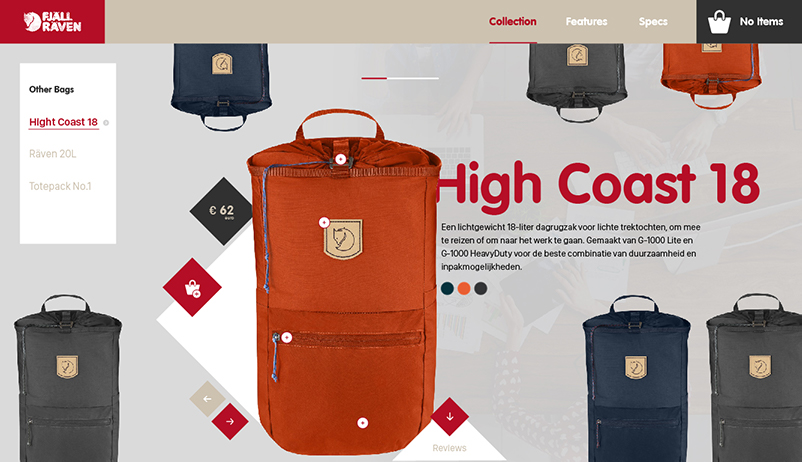 FJÄLL
RÄVEN
Collection
Features
Specs
No Items
Other Bags
Hight Coast 18
Räven 20L
Totepack No.1
€ 62
euro
High Coast 18
Een lichtgewicht 18-liter dagrugzak voor lichte trektochten, om mee
te reizen of om naar het werk te gaan. Gemaakt van G-1000 Lite en
G-1000 HeavyDuty voor de beste combinatie van duurzaamheid en
inpakmogelijkheden.
Reviews